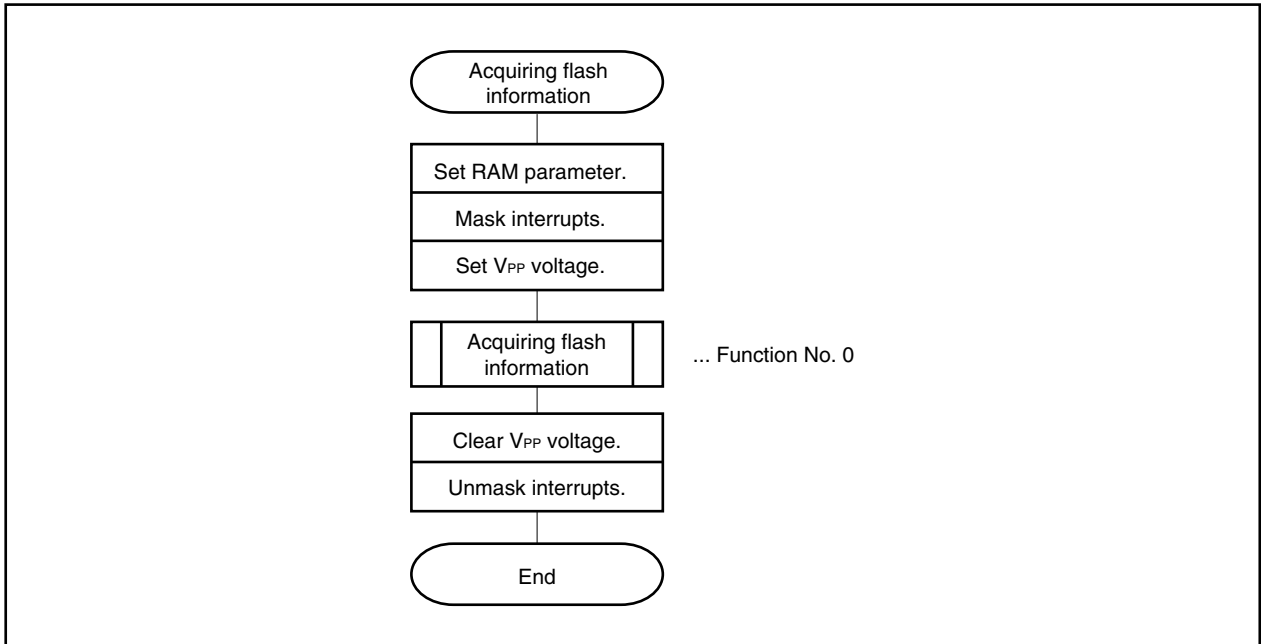 Acquiring flash
information
Set RAM parameter.
Mask interrupts.
Set VPP voltage.
Acquiring flash
information
... Function No. 0
Clear VPP voltage.
Unmask interrupts.
End